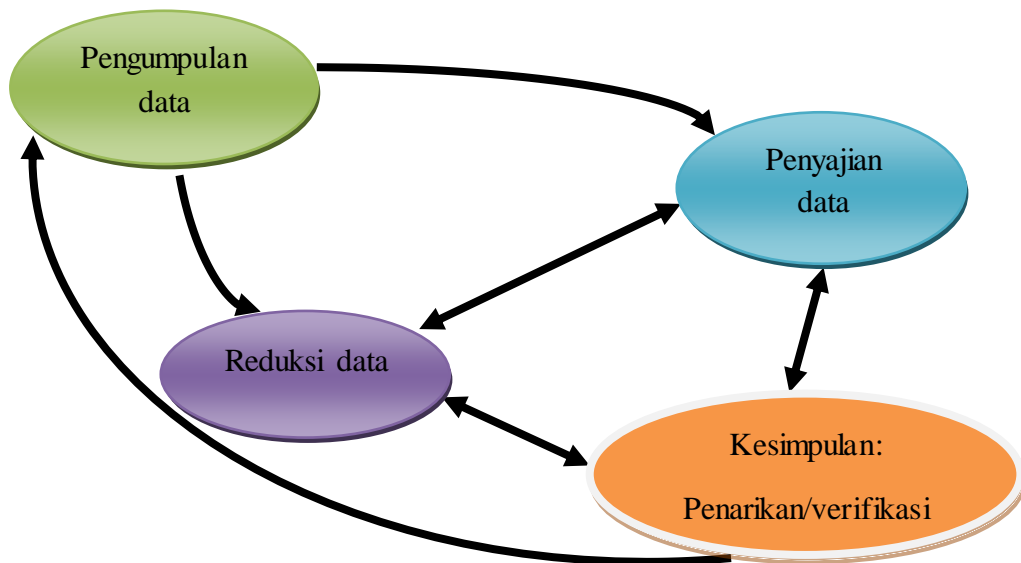 Pengumpulan
data
Penyajian
data
Reduksi data
Kesimpulan:
Penarikan/verifikasi